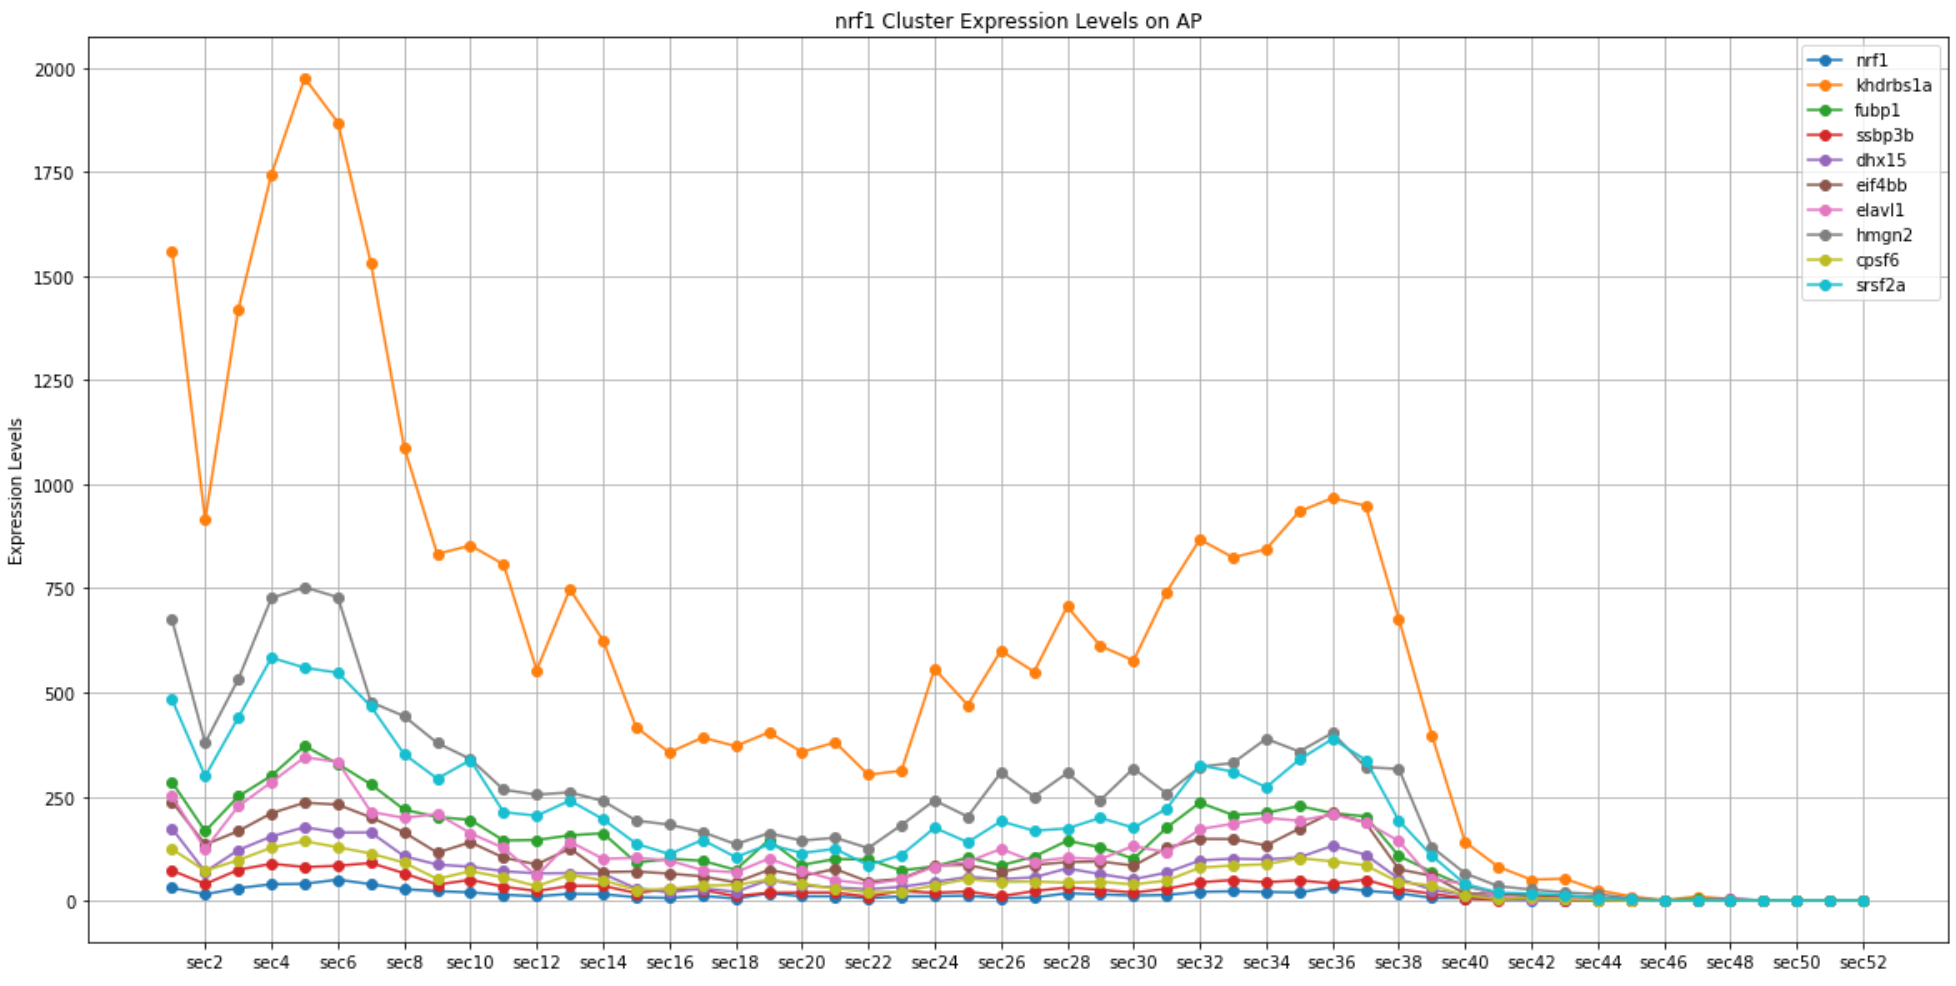 nrf1 Cluster Expression Levels on AP
Expression Levels
2000
1750
1500
1250
1000
750
500
250
0
nrf1
khdrbs1a
fubp1
ssbp3b
dhx15
eif4bb
elavl1
hmgn2
cpsf6
srsf2a
sec2 sec4 sec6 sec8 sec10 sec12 sec14 sec16 sec18 sec20 sec22 sec24 sec26 sec28 sec30 sec32 sec34 sec36 sec38 sec40 sec42 sec44 sec46 sec48 sec50 sec52